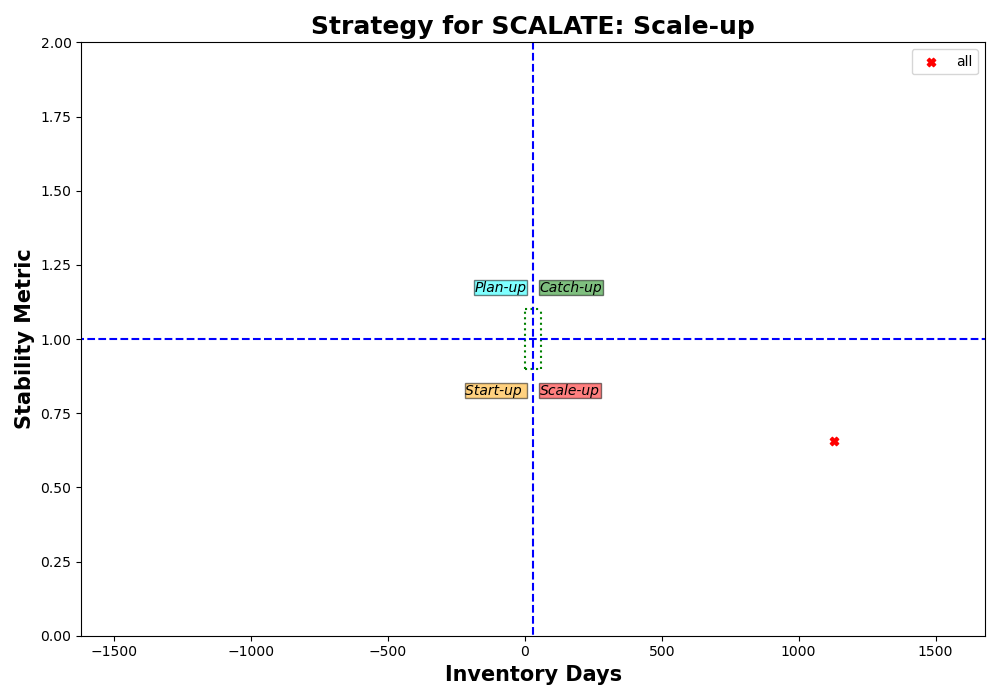 Strategy for SCALATE: Scale-up
all
2.00
1.75
1.50
1.25
1.00
0.75
0.50
0.25
0.00
Stability Metric
Plan-up
Catch-up
Start-up
Scale-up
−1500
−1000
−500
0
500
1000
1500
Inventory Days